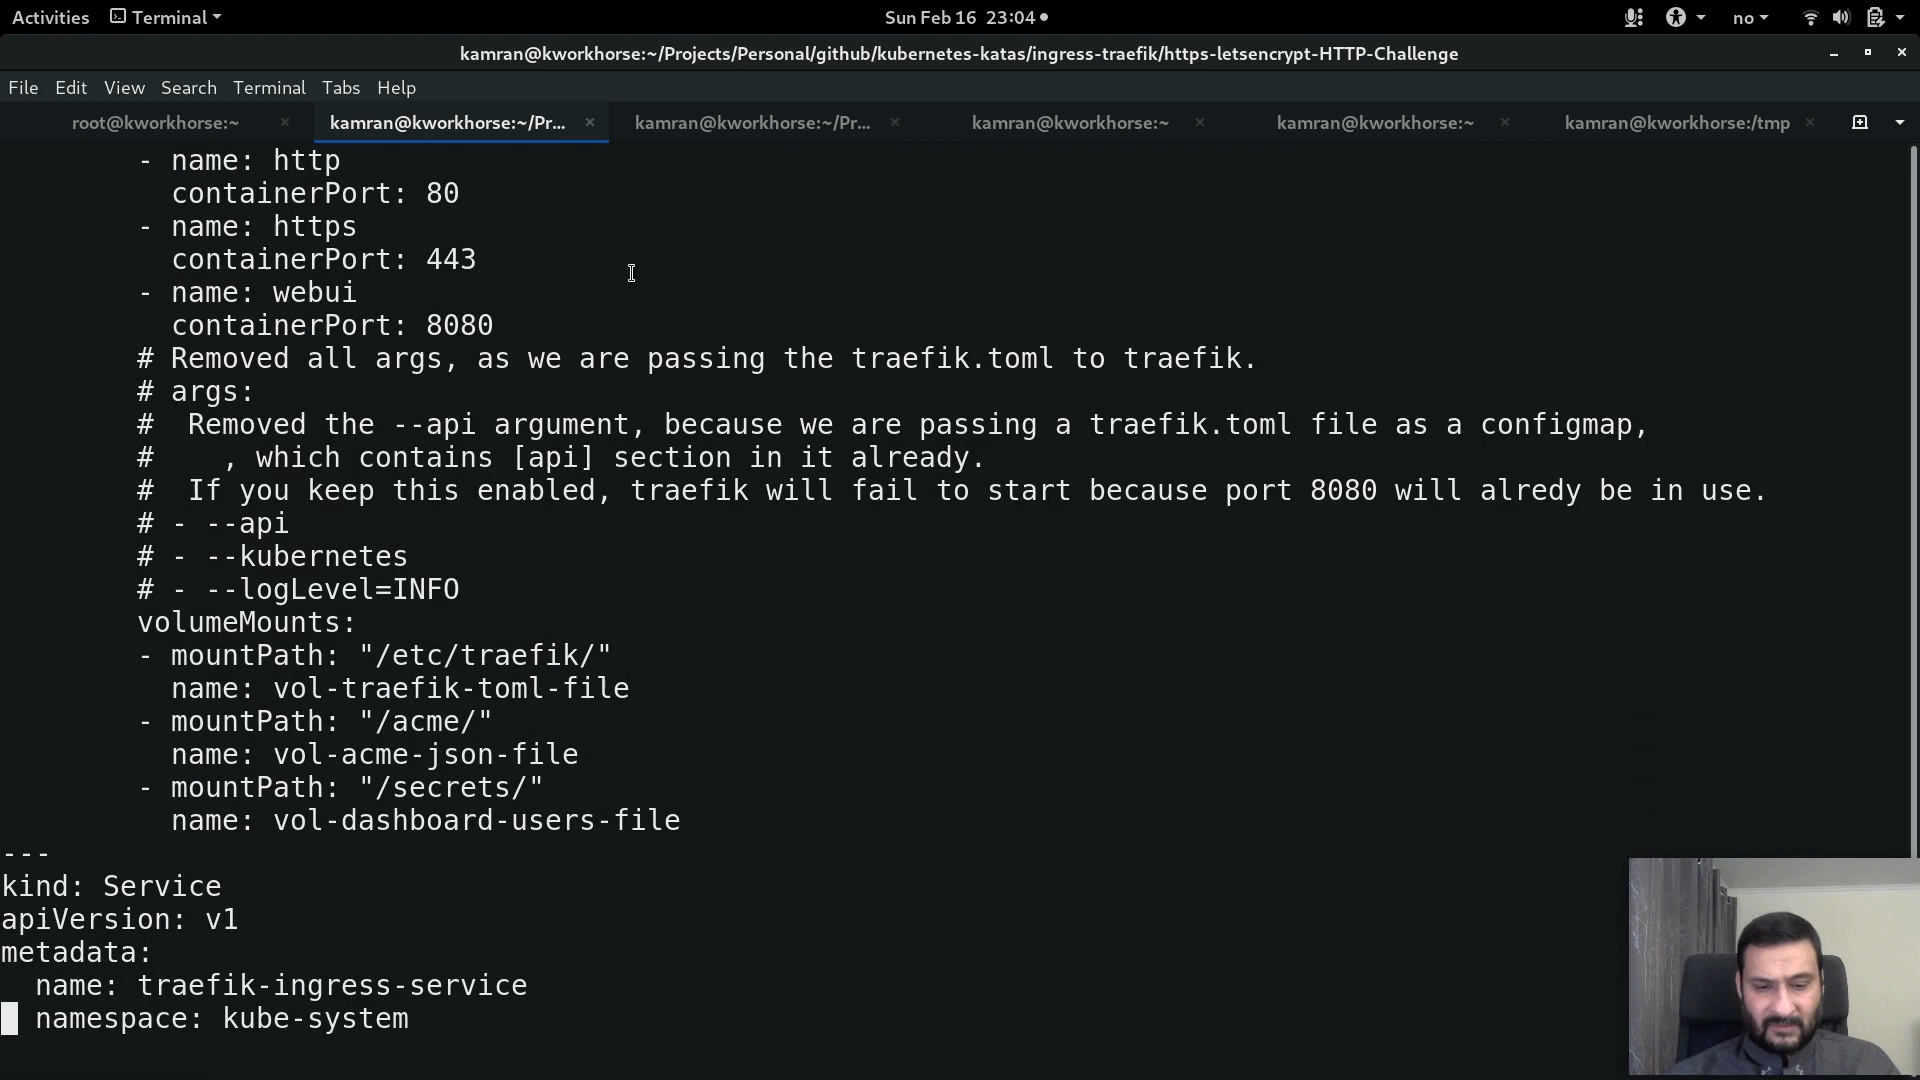 Activities
Terminal
Sun Feb 16 23:04
no
kamran@kworkhorse:~/Projects/Personal/github/kubernetes-katas/ingress-traefik/https-letsencrypt-HTTP-Challenge
File Edit View Search Terminal Tabs Help
root@kworkhorse:~
kamran@kworkhorse:~/Pr...
kamran@kworkhorse:~/Pr...
kamran@kworkhorse:~
kamran@kworkhorse:~
kamran@kworkhorse:/tmp
- name: http
containerPort: 80
- name: https
containerPort: 443
- name: webui
containerPort: 8080
# Removed all args, as we are passing the traefik.toml to traefik.
# args:
#  Removed the --api argument, because we are passing a traefik.toml file as a configmap,
#    , which contains [api] section in it already.
#  If you keep this enabled, traefik will fail to start because port 8080 will alredy be in use.
# - --api
# - --kubernetes
# - --logLevel=INFO
volumeMounts:
- mountPath: "/etc/traefik/"
name: vol-traefik-toml-file
- mountPath: "/acme/"
name: vol-acme-json-file
- mountPath: "/secrets/"
name: vol-dashboard-users-file
---
kind: Service
apiVersion: v1
metadata:
name: traefik-ingress-service
namespace: kube-system